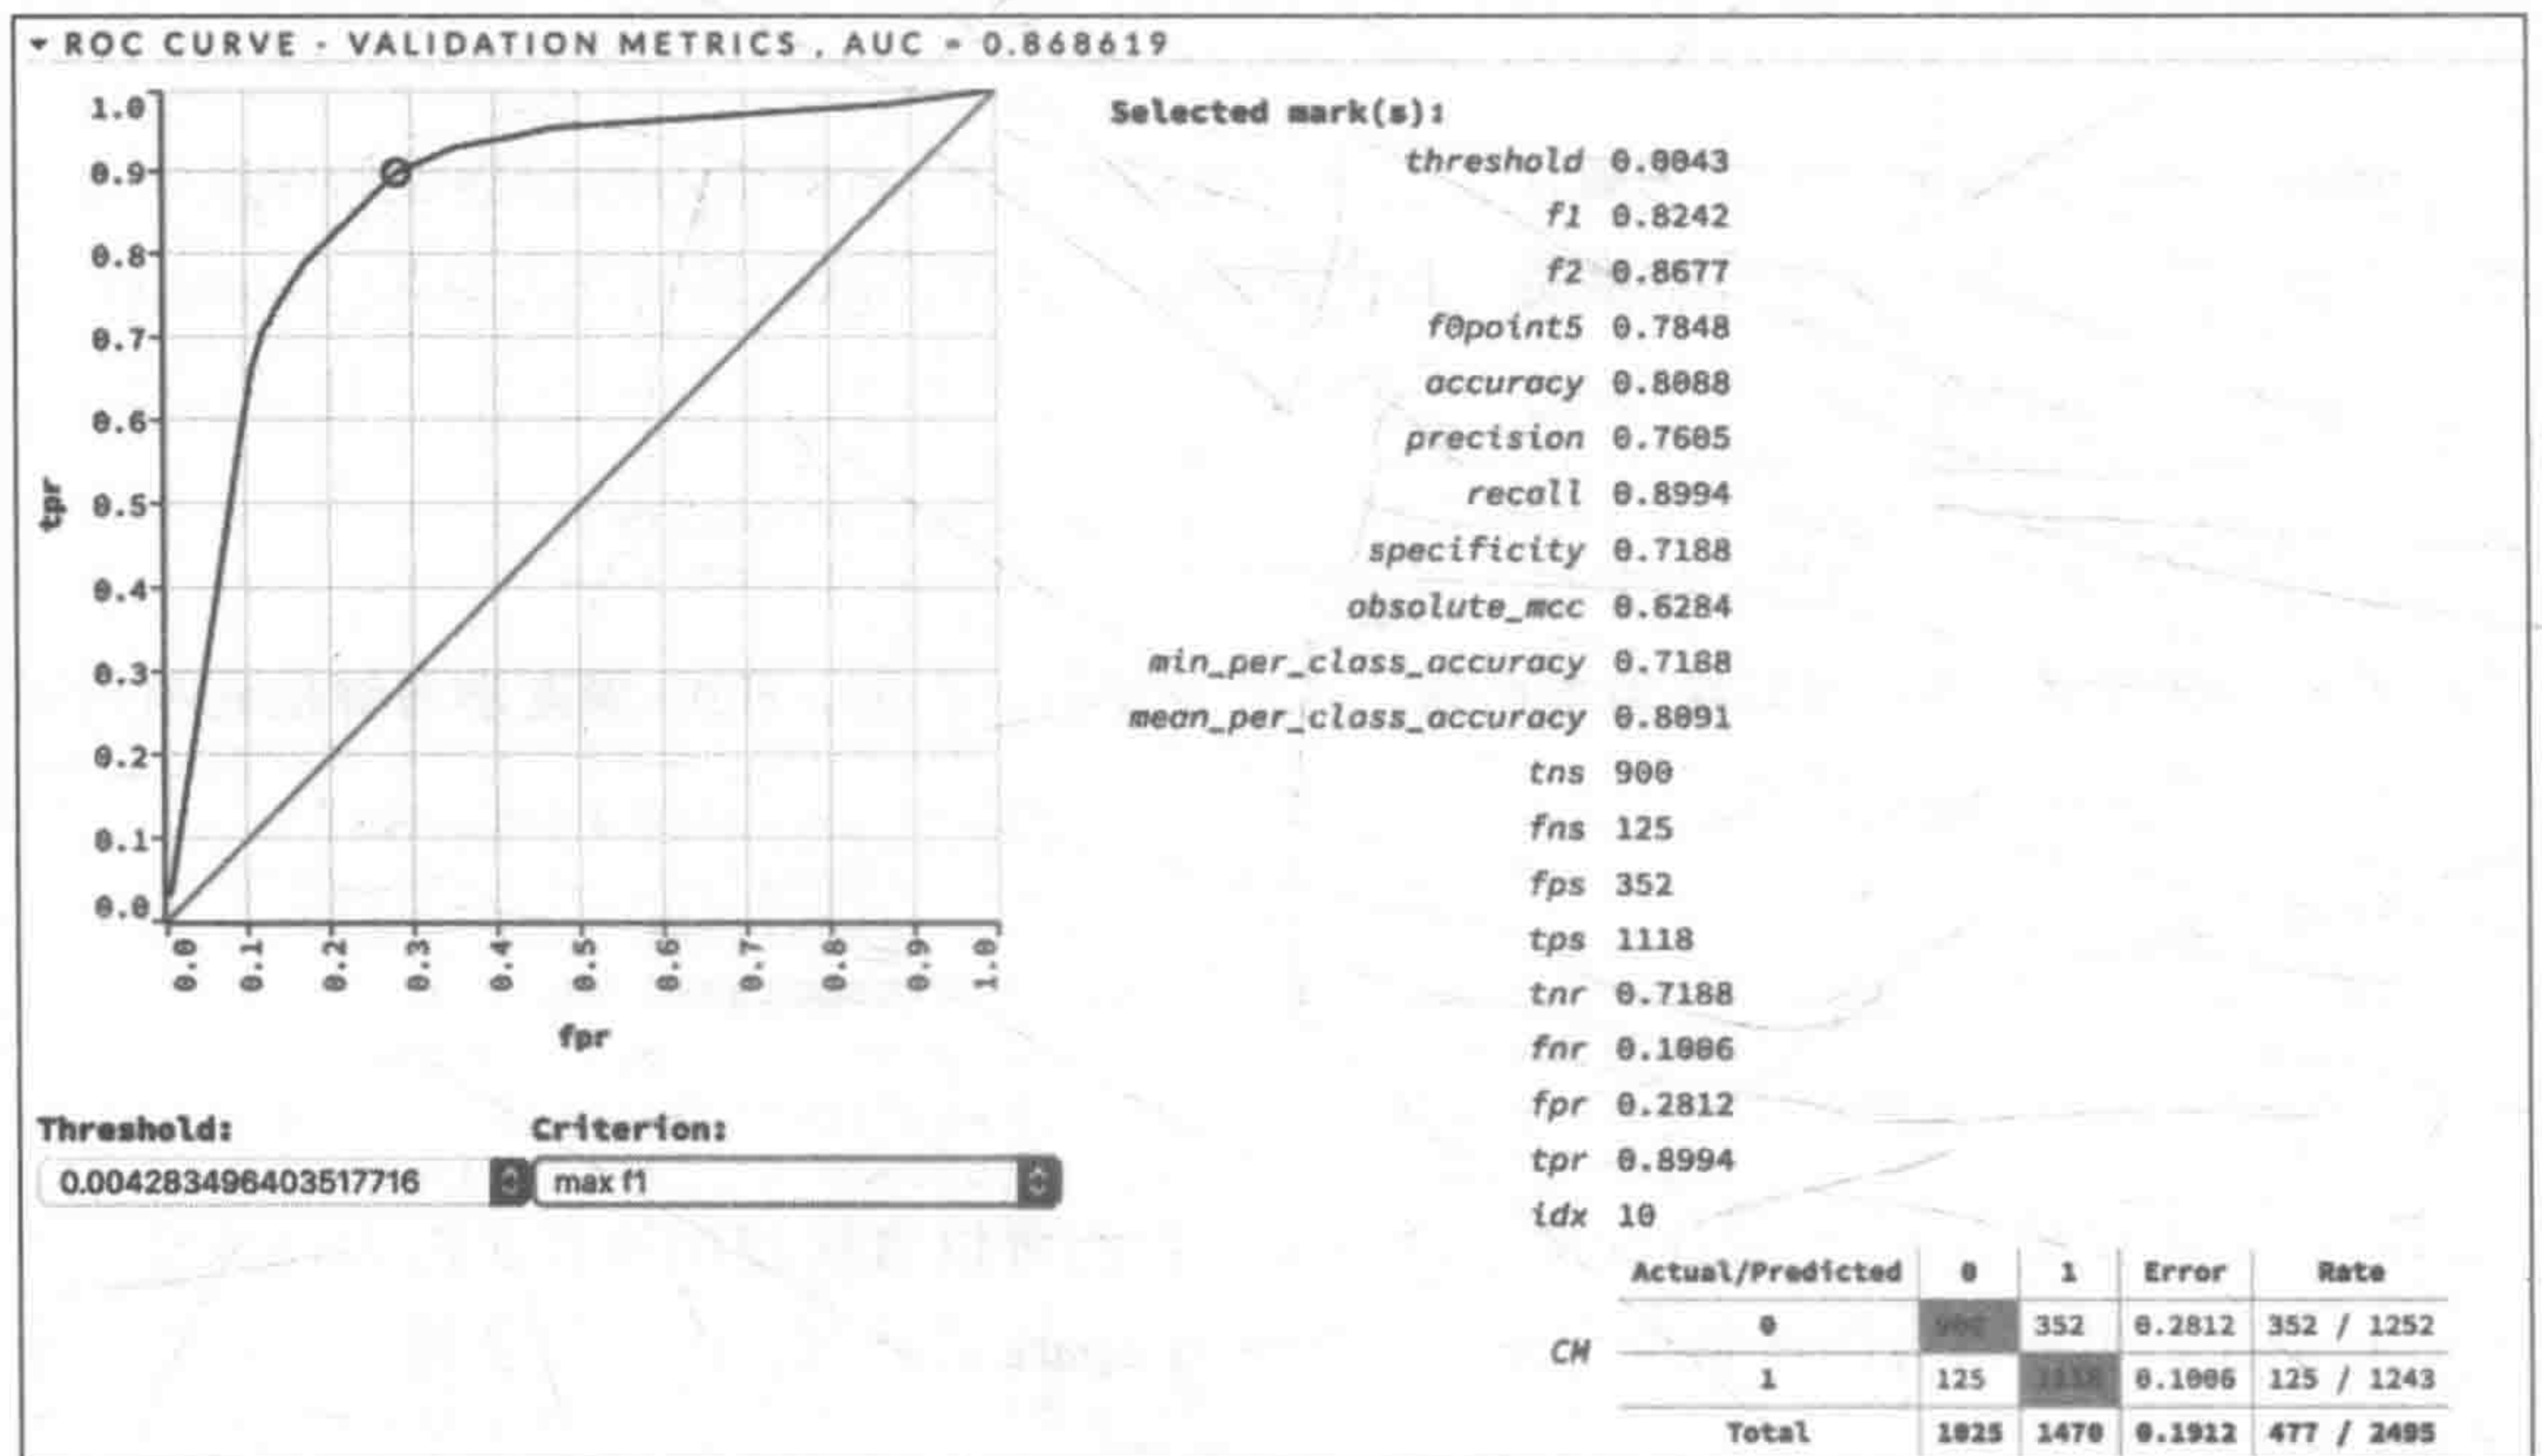 ▾ ROC CURVE - VALIDATION METRICS , AUC = 0.868619
1.0
0.9
0.8
0.7
0.6
0.5
0.4
0.3
0.2
0.1
0.0
tpr
0.0 0.1 0.2 0.3 0.4 0.5 0.6 0.7 0.8 0.9 1.0
fpr
Threshold: Criterion:
0.004283496403517716 max f1
Selected mark(s):
threshold 0.0043
f1 0.8242
f2 0.8677
f0point5 0.7848
accuracy 0.8088
precision 0.7605
recall 0.8994
specificity 0.7188
absolute_mcc 0.6284
min_per_class_accuracy 0.7188
mean_per_class_accuracy 0.8091
tns 900
fns 125
fps 352
tps 1118
tnr 0.7188
fnr 0.1006
fpr 0.2812
tpr 0.8994
idx 10
CM
Actual/Predicted 0 1 Error Rate
0 900 352 0.2812 352 / 1252
1 125 1118 0.1006 125 / 1243
Total 1025 1470 0.1912 477 / 2495